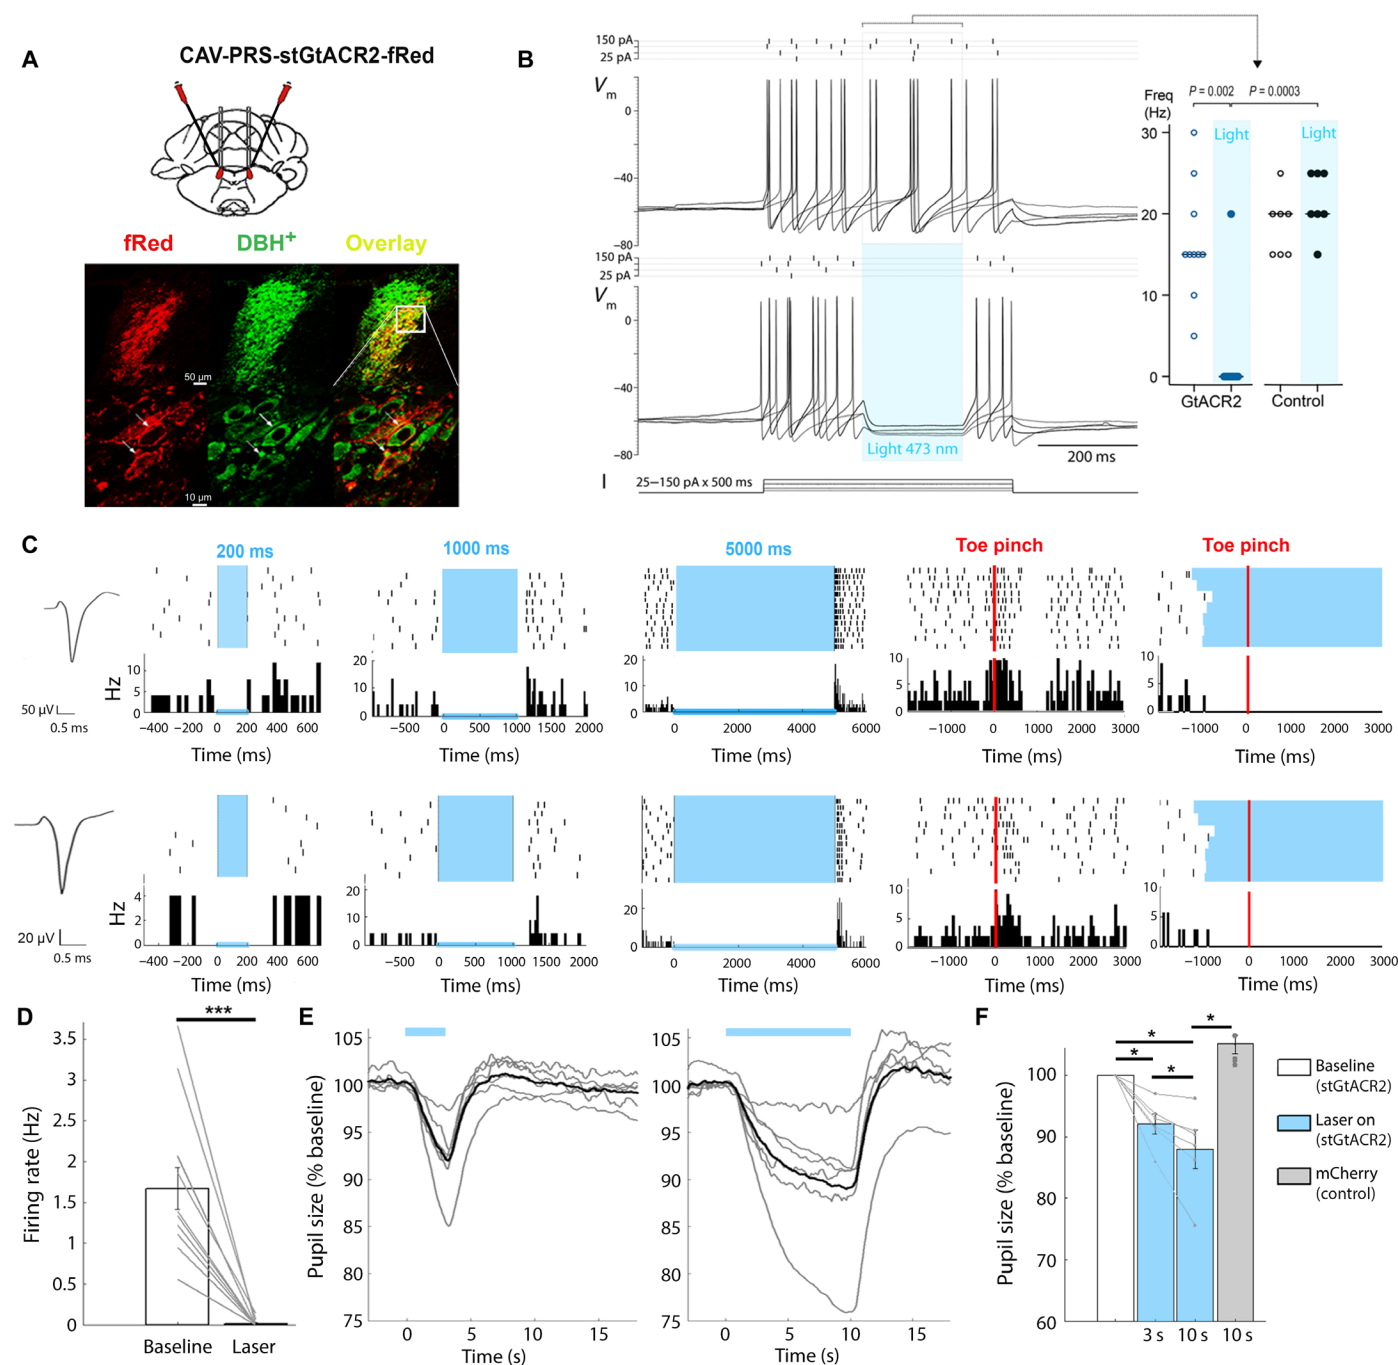 A
CAV-PRS-stGtACR2-fRed
fRed DBH+ Overlay
50 µm
10 µm
B
150 pA
25 pA
Vm
0
−40
−80
150 pA
25 pA
Vm
0
−40
−80
Light 473 nm
200 ms
I
25−150 pA x 500 ms
Freq
(Hz)
P = 0.002 P = 0.0003
Light Light
30
20
10
0
GtACR2 Control
C
200 ms
1000 ms
5000 ms
Toe pinch
Toe pinch
50 µV
0.5 ms
Hz
10
5
0
−400 −200 0 200 400 600
Time (ms)
20
10
0
−500 0 500 1000 1500 2000
Time (ms)
20
10
0
0 2000 4000 6000
Time (ms)
10
5
0
−1000 0 1000 2000 3000
Time (ms)
10
5
0
−1000 0 1000 2000 3000
Time (ms)
20 µV
0.5 ms
Hz
4
2
0
-400 −200 0 200 400 600
Time (ms)
20
10
0
−500 0 500 1000 1500 2000
Time (ms)
20
0
0 2000 4000 6000
Time (ms)
10
5
0
−1000 0 1000 2000 3000
Time (ms)
10
5
0
−1000 0 1000 2000 3000
Time (ms)
D
***
Firing rate (Hz)
3.5
3
2.5
2
1.5
1
0.5
0
Baseline Laser
E
Pupil size (% baseline)
105
100
95
90
85
80
75
0 5 10 15
Time (s)
Pupil size (% baseline)
105
100
95
90
85
80
75
0 5 10 15
Time (s)
F
* * * *
Pupil size (% baseline)
100
90
80
70
60
3 s 10 s 10 s
Baseline
(stGtACR2)
Laser on
(stGtACR2)
mCherry
(control)